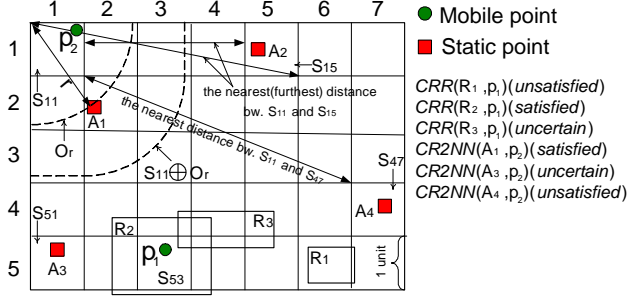 1 2 3 4 5 6 7
1
2
3
4
5
p2
A2
S15
S11
r
the nearest(furthest) distance
bw. S11 and S15
A1
the nearest distance bw. S11 and S47
Or
S11⊕Or
S47
S51
A4
R2
R3
p1
A3
S53
R1
1 unit
Mobile point
Static point
CRR(R1,p1)(unsatisfied)
CRR(R2,p1)(satisfied)
CRR(R3,p1)(uncertain)
CR2NN(A1,p2)(satisfied)
CR2NN(A3,p2)(uncertain)
CR2NN(A4,p2)(unsatisfied)